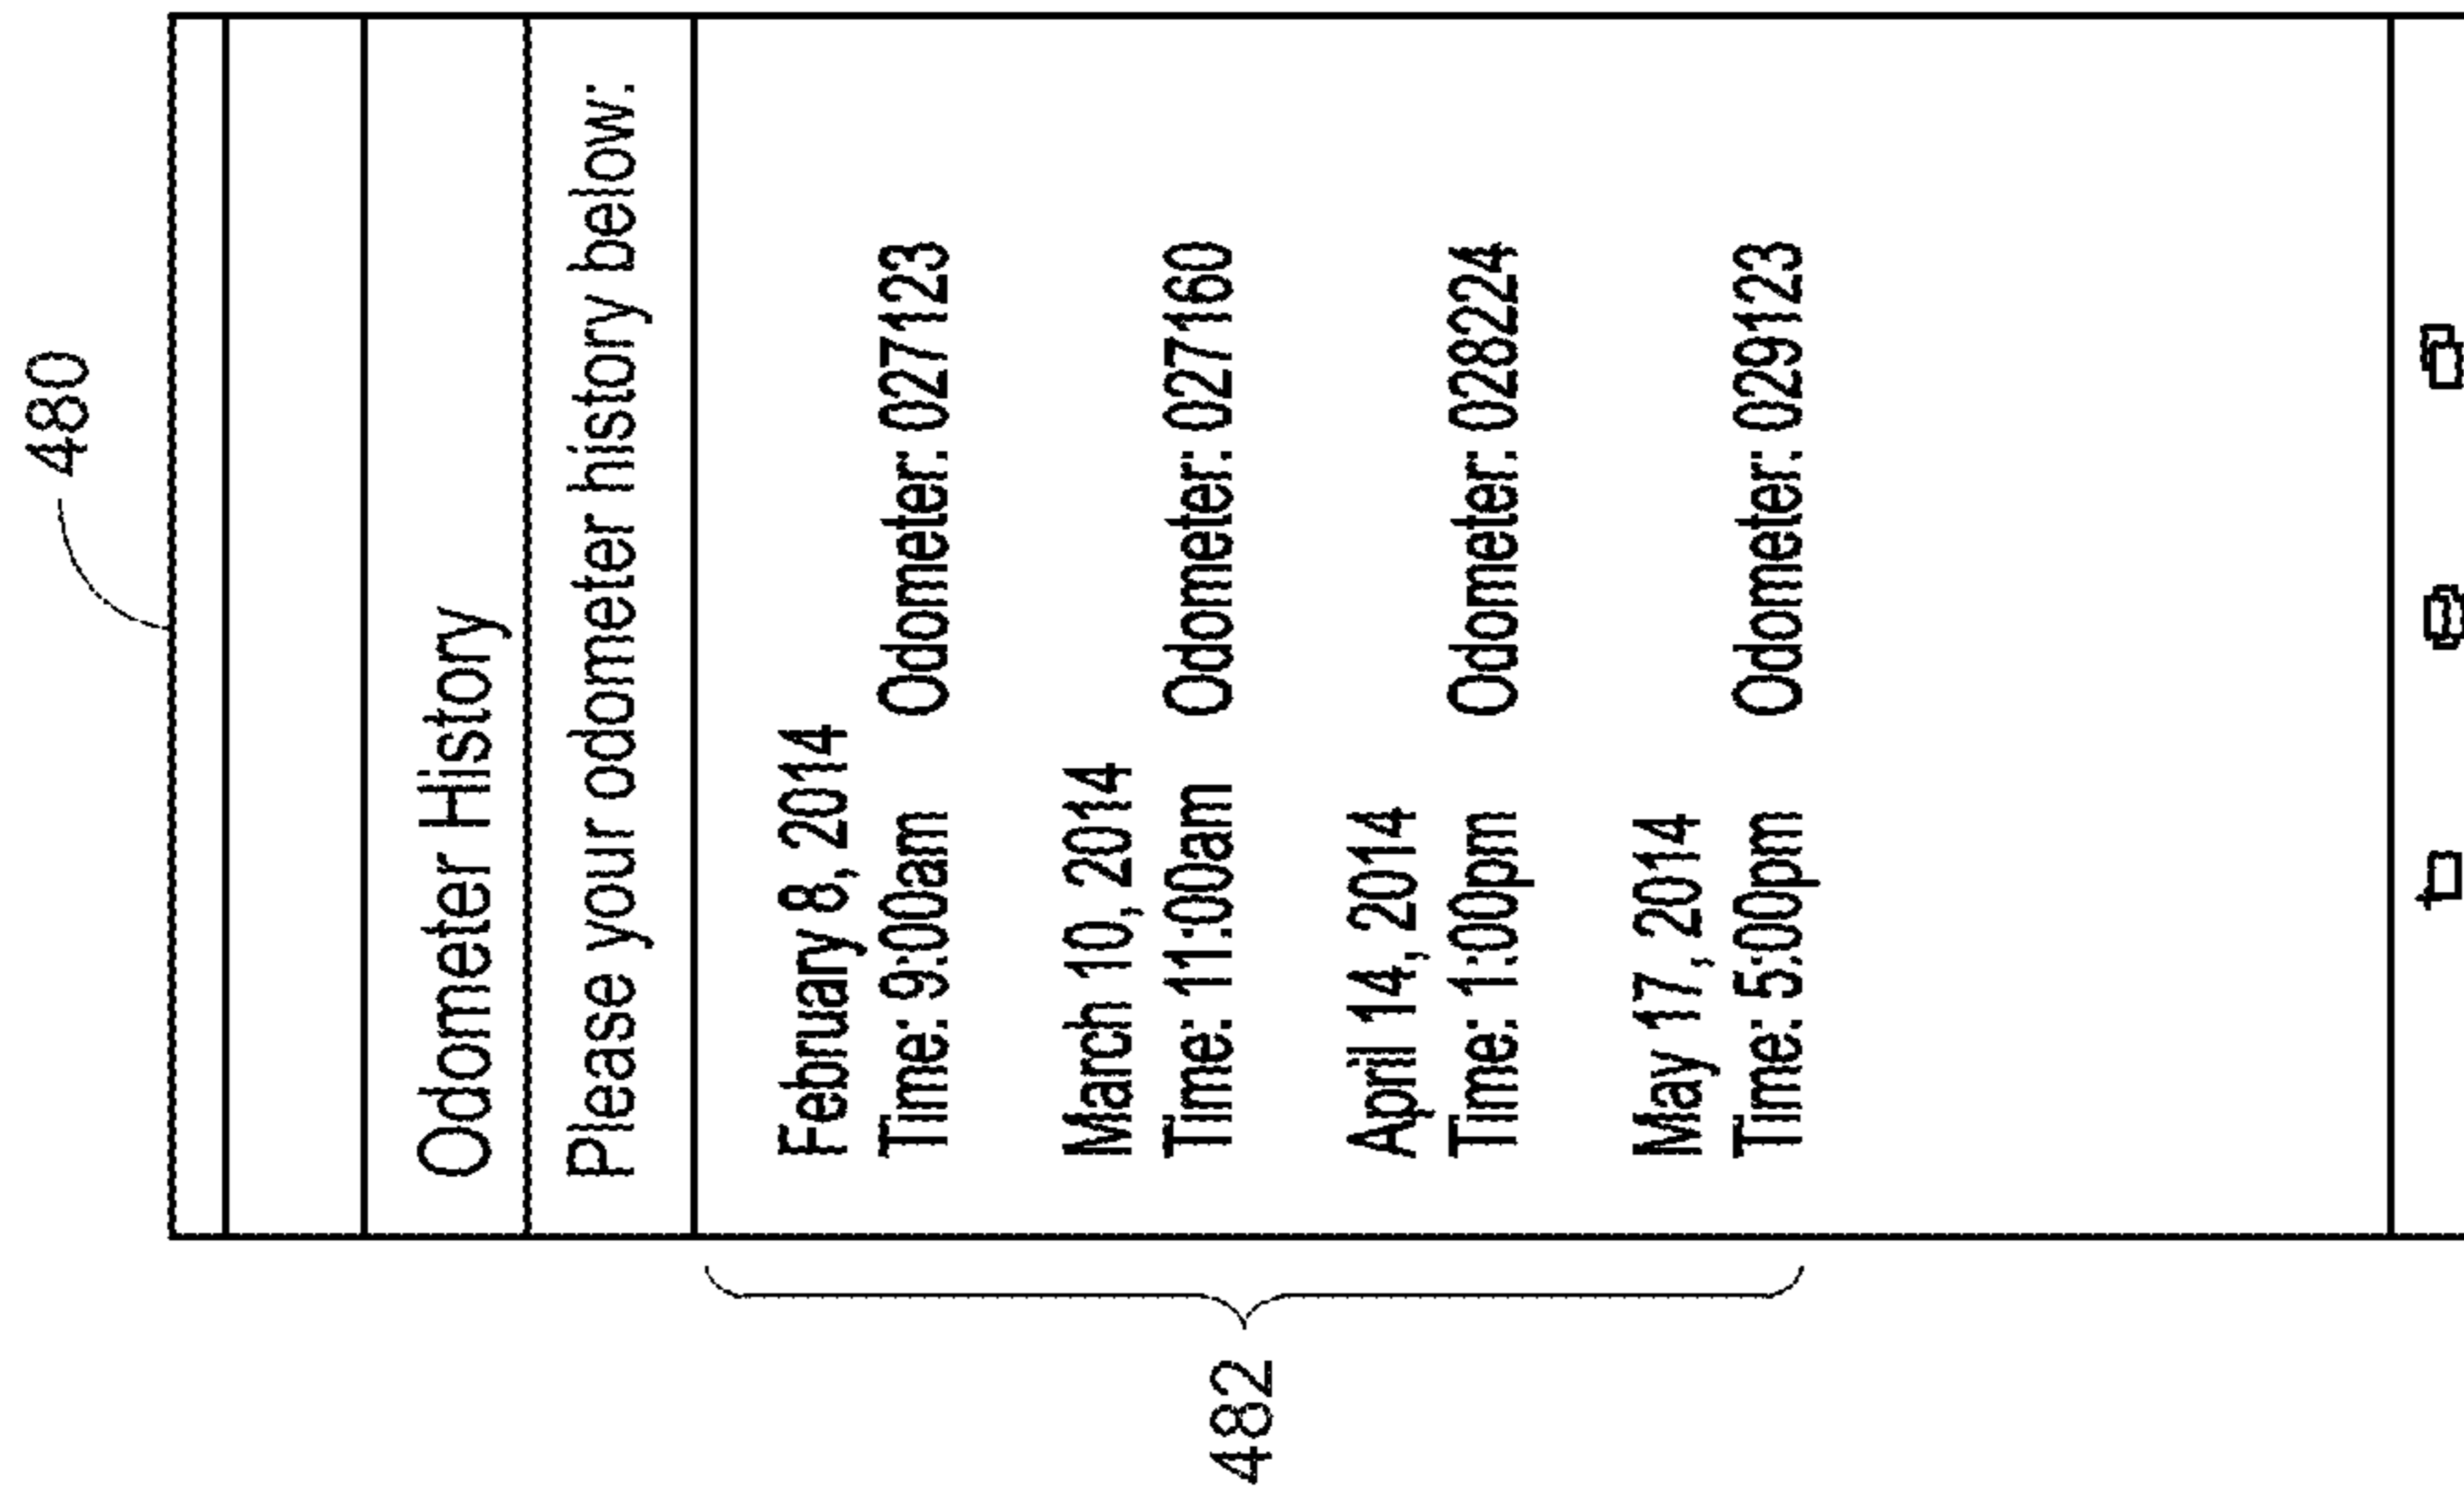 480
Odometer History
Please your odometer history below:
February 8, 2014
Time: 9:00am Odometer: 027123
March 10, 2014
Time: 11:00am Odometer: 027160
April 14, 2014
Time: 1:00pm Odometer: 028224
May 17, 2014
Time: 5:00pm Odometer: 029123
482